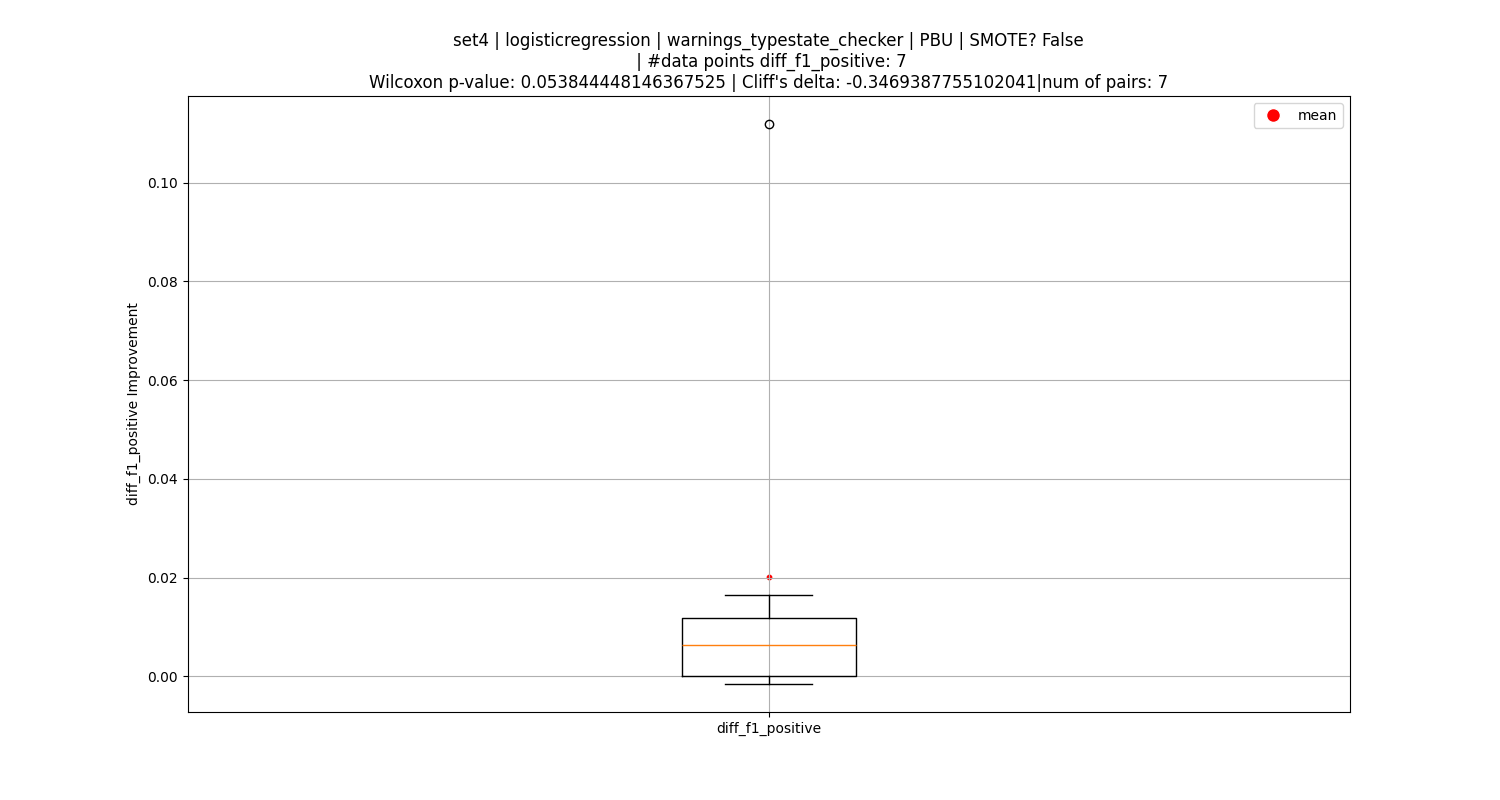 set4 | logisticregression | warnings_typestate_checker | PBU | SMOTE? False
| #data points diff_f1_positive: 7
Wilcoxon p-value: 0.053844448146367525 | Cliff's delta: -0.3469387755102041|num of pairs: 7
mean
0.10
0.08
0.06
0.04
0.02
0.00
diff_f1_positive Improvement
diff_f1_positive